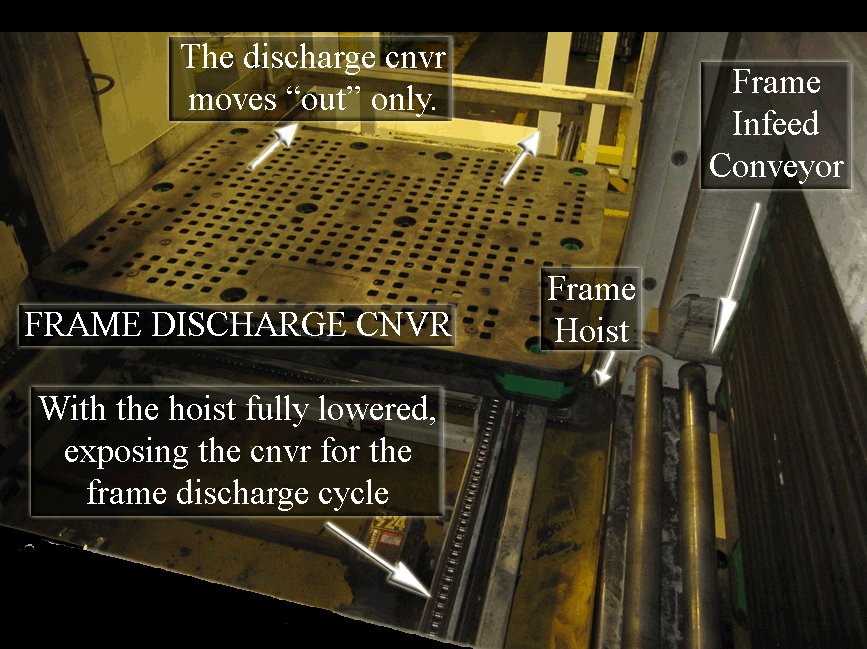 The discharge cnvr
moves “out” only.
Frame
Infeed
Conveyor
Frame
Hoist
FRAME DISCHARGE CNVR
With the hoist fully lowered,
exposing the cnvr for the
frame discharge cycle
Y24